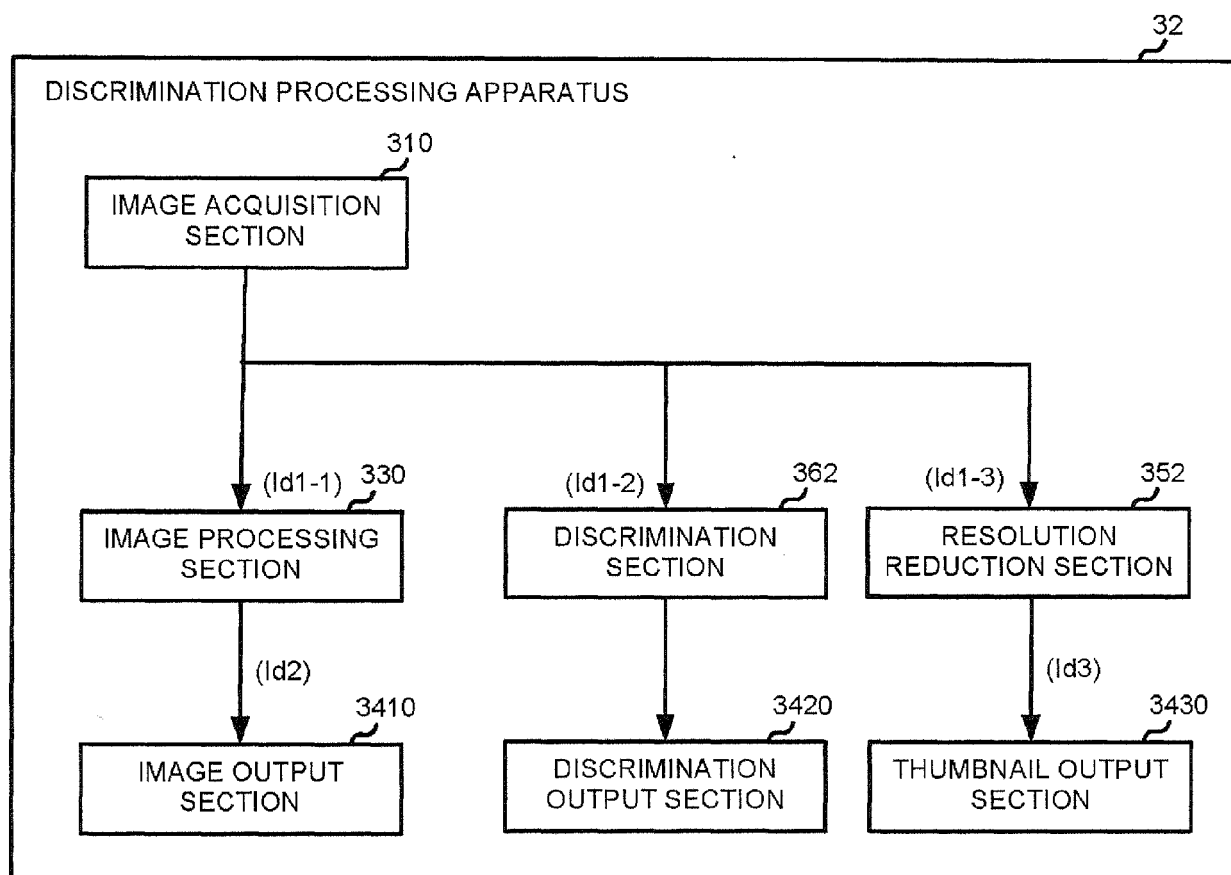 32
DISCRIMINATION PROCESSING APPARATUS
310
IMAGE ACQUISITION
SECTION
(Id1-1)
330
IMAGE PROCESSING
SECTION
(Id1-2)
362
DISCRIMINATION
SECTION
(Id1-3)
352
RESOLUTION
REDUCTION SECTION
(Id2)
(Id3)
3410
IMAGE OUTPUT
SECTION
3420
DISCRIMINATION
OUTPUT SECTION
3430
THUMBNAIL OUTPUT
SECTION